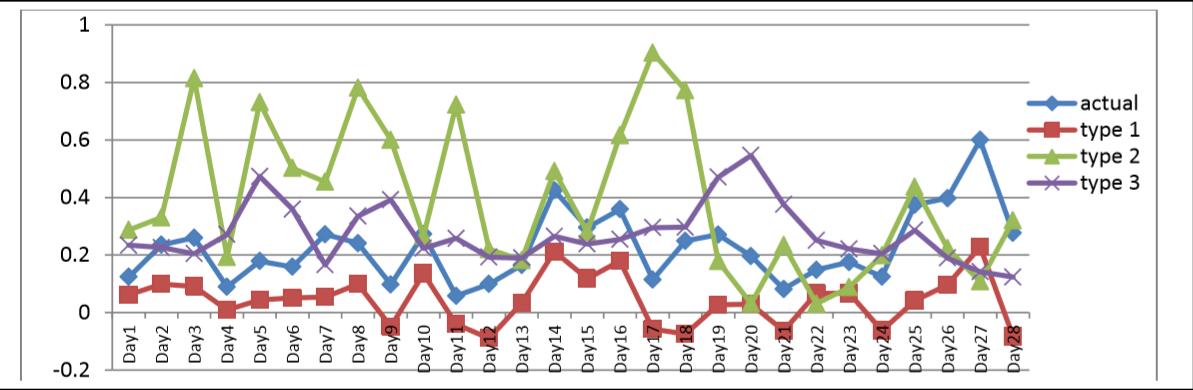 1
0.8
0.6
0.4
0.2
0
-0.2
Day1
Day2
Day3
Day4
Day5
Day6
Day7
Day8
Day9
Day10
Day11
Day12
Day13
Day14
Day15
Day16
Day17
Day18
Day19
Day20
Day21
Day22
Day23
Day24
Day25
Day26
Day27
Day28
actual
type 1
type 2
type 3